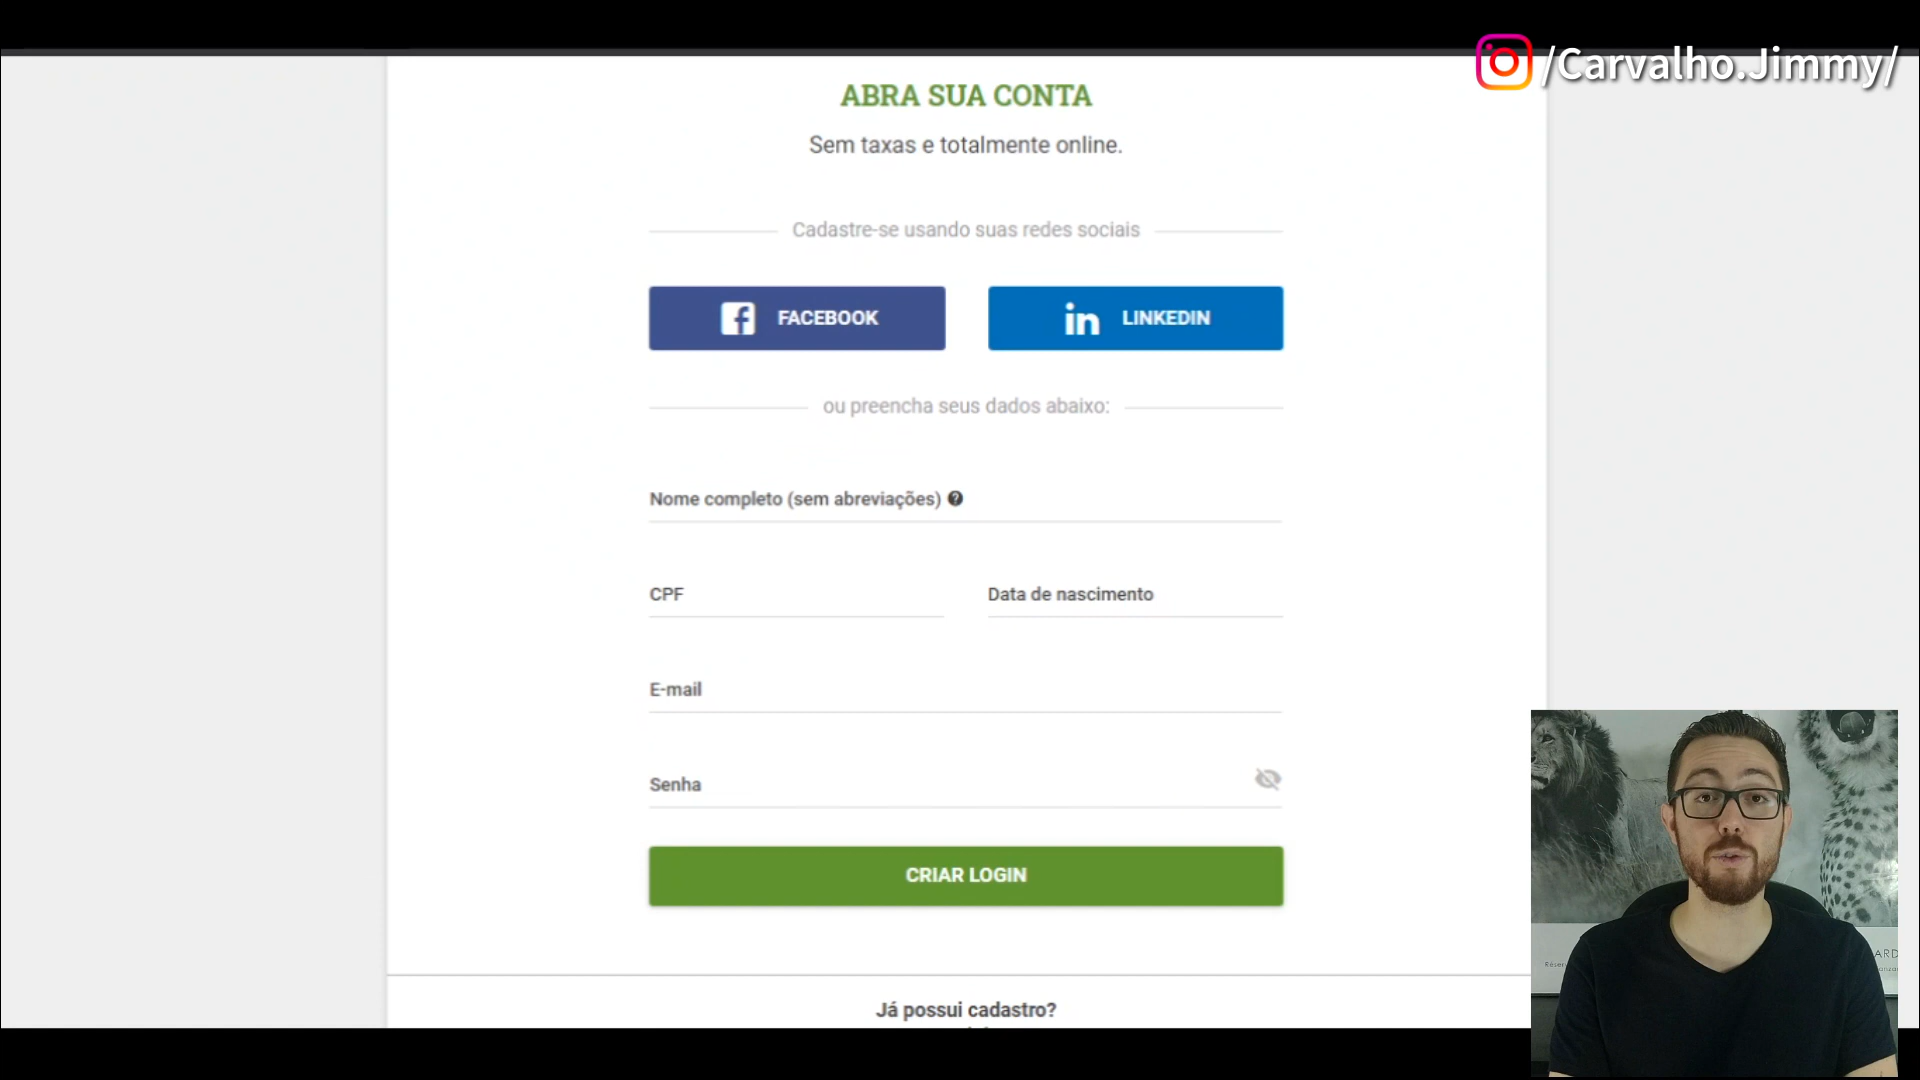 /Carvalho.Jimmy/
ABRA SUA CONTA
Sem taxas e totalmente online.
Cadastre-se usando suas redes sociais
FACEBOOK
LINKEDIN
ou preencha seus dados abaixo:
Nome completo (sem abreviações)
CPF
Data de nascimento
E-mail
Senha
CRIAR LOGIN
Já possui cadastro?